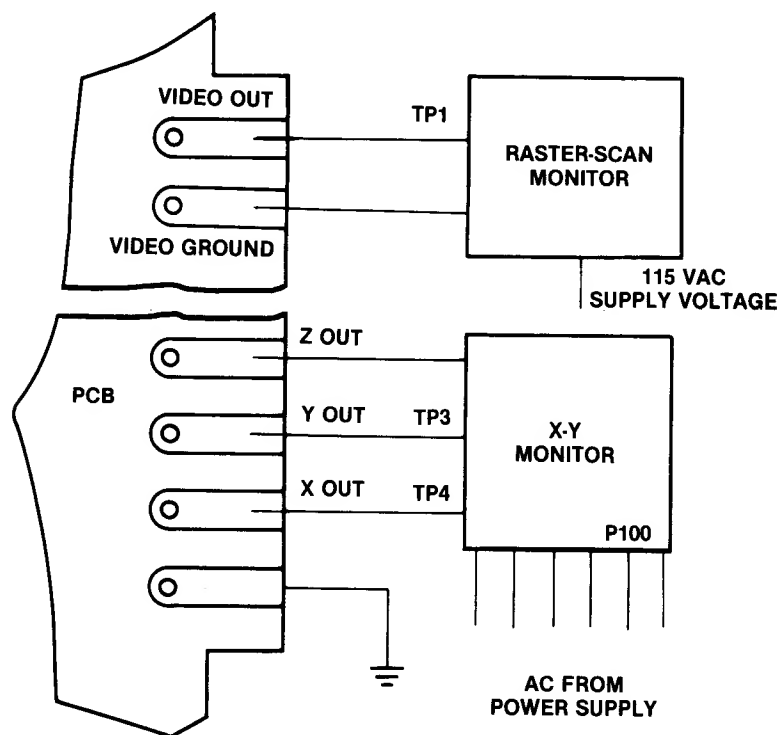 VIDEO OUT
TP1
RASTER-SCAN
MONITOR
VIDEO GROUND
115 VAC
SUPPLY VOLTAGE
Z OUT
PCB
Y OUT
TP3
X-Y
MONITOR
X OUT
TP4
P100
AC FROM
POWER SUPPLY